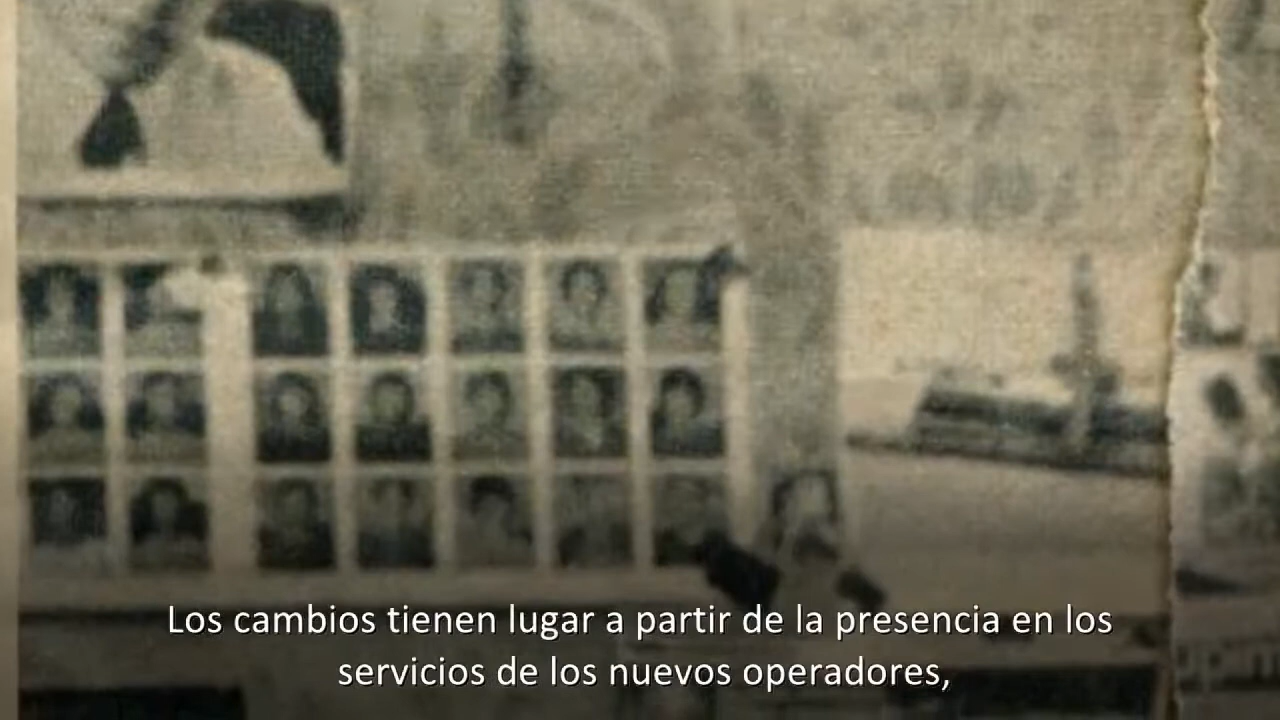 Los cambios tienen lugar a partir de la presencia en los
servicios de los nuevos operadores,